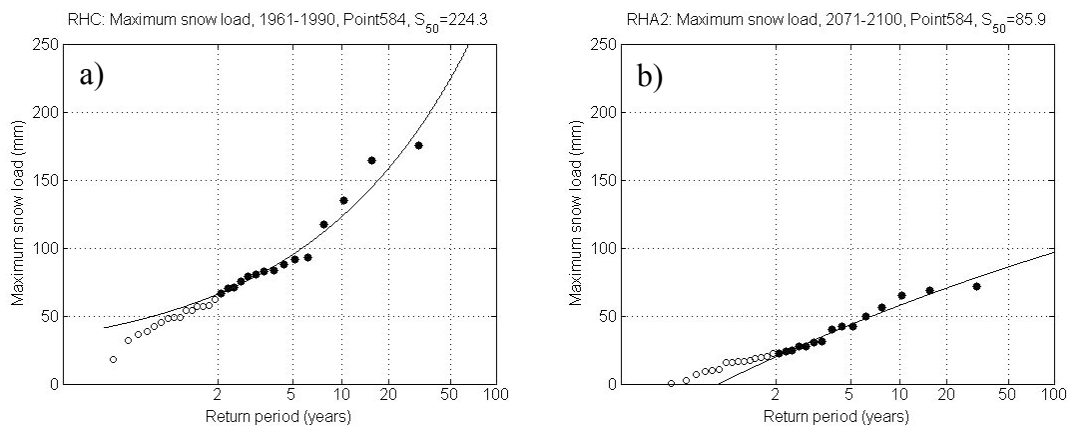 RHC: Maximum snow load, 1961-1990, Point584, S50=224.3
a)
250
200
150
100
50
0
Maximum snow load (mm)
2 5 10 20 50 100
Return period (years)
RHA2: Maximum snow load, 2071-2100, Point584, S50=85.9
b)
250
200
150
100
50
0
Maximum snow load (mm)
2 5 10 20 50 100
Return period (years)